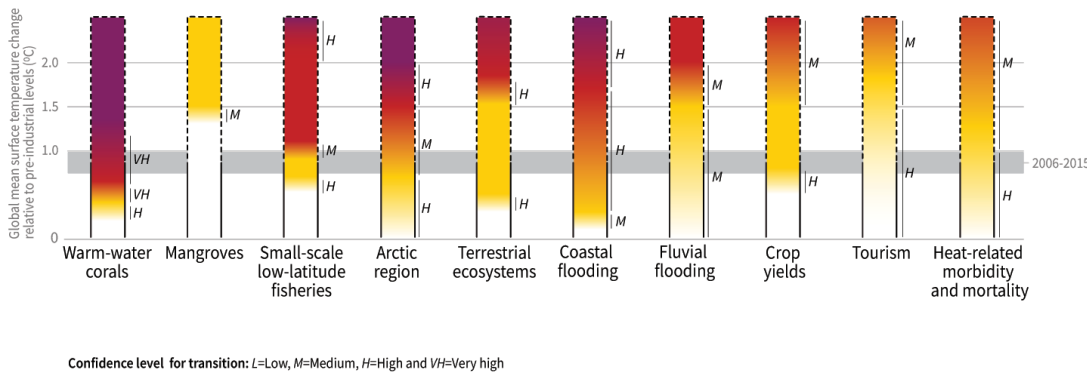 Global mean surface temperature change
relative to pre-industrial levels (⁰C)
2.0
1.5
1.0
0
2006-2015
VH
VH
H
M
H
M
H
H
M
H
H
H
H
H
M
M
M
M
H
M
H
M
H
Warm-water
corals
Mangroves
Small-scale
low-latitude
fisheries
Arctic
region
Terrestrial
ecosystems
Coastal
flooding
Fluvial
flooding
Crop
yields
Tourism
Heat-related
morbidity
and mortality
Confidence level for transition: L=Low, M=Medium, H=High and VH=Very high